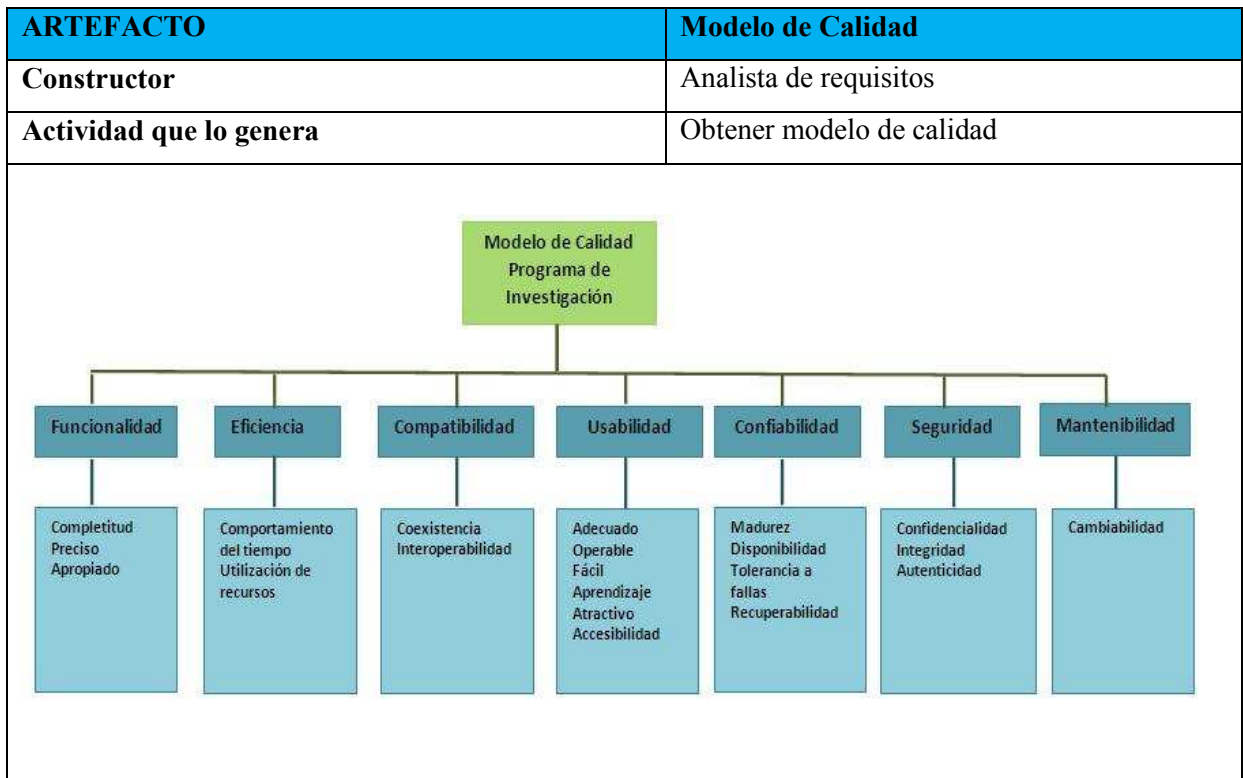 ARTEFACTO
Modelo de Calidad
Constructor
Analista de requisitos
Actividad que lo genera
Obtener modelo de calidad
Modelo de Calidad
Programa de
Investigación
Funcionalidad
Eficiencia
Compatibilidad
Usabilidad
Confiabilidad
Seguridad
Mantenibilidad
Completitud
Preciso
Apropiado
Comportamiento
del tiempo
Utilización de
recursos
Coexistencia
Interoperabilidad
Adecuado
Operable
Fácil
Aprendizaje
Atractivo
Accesibilidad
Madurez
Disponibilidad
Tolerancia a
fallas
Recuperabilidad
Confidencialidad
Integridad
Autenticidad
Cambiabilidad